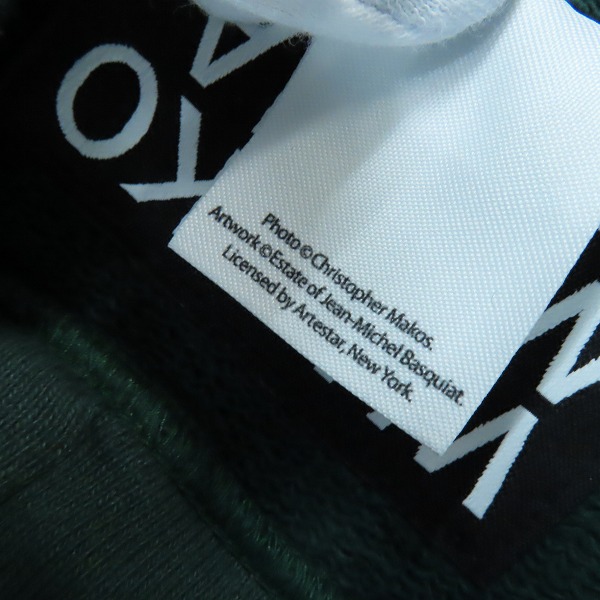 Photo ©Christopher Makos.
Artwork ©Estate of Jean-Michel Basquiat.
Licensed by Artestar, New York.